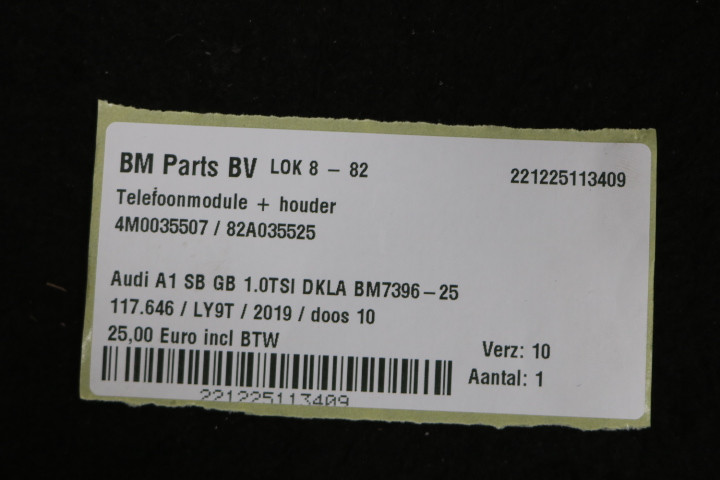 BM Parts BV LOK 8 - 82
221225113409
Telefoonmodule + houder
4M0035507 / 82A035525
Audi A1 SB GB 1.0TSI DKLA BM7396-25
117.646 / LY9T / 2019 / doos 10
25,00 Euro incl BTW
Verz: 10
Aantal: 1
221225113409